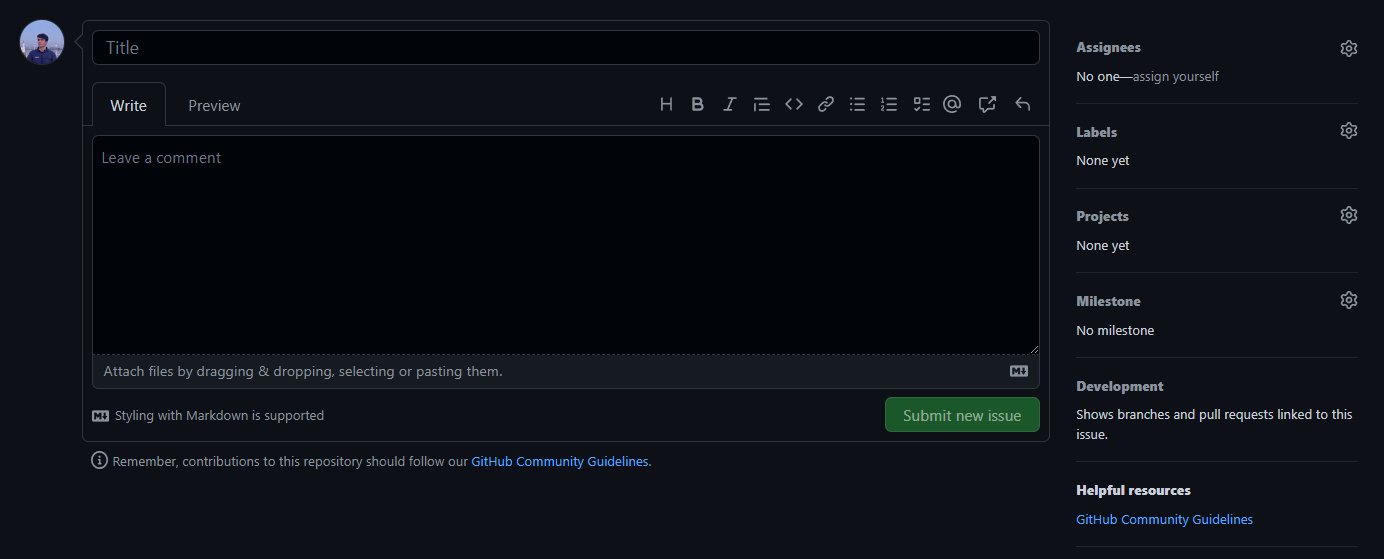 Title
Write
Preview
Leave a comment
Attach files by dragging & dropping, selecting or pasting them.
Styling with Markdown is supported
Submit new issue
Remember, contributions to this repository should follow our GitHub Community Guidelines.
Assignees
No one—assign yourself
Labels
None yet
Projects
None yet
Milestone
No milestone
Development
Shows branches and pull requests linked to this
issue.
Helpful resources
GitHub Community Guidelines